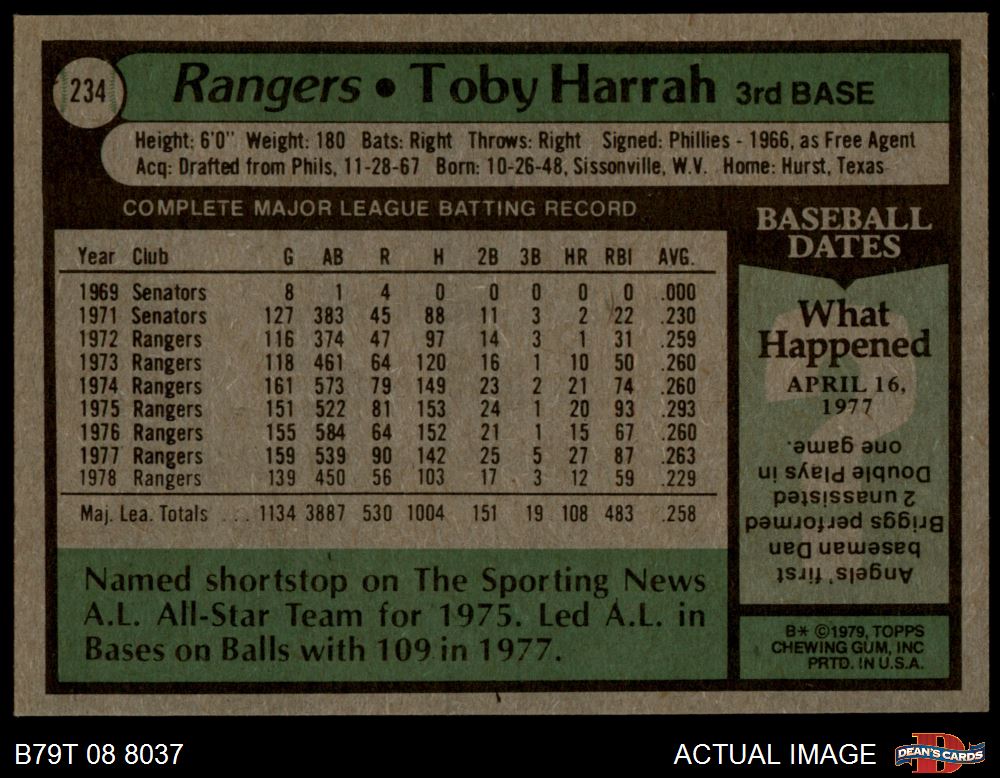 234
Rangers • Toby Harrah 3rd BASE
Height: 6'0" Weight: 180 Bats: Right Throws: Right Signed: Phillies - 1966, as Free Agent
Acq: Drafted from Phils, 11-28-67 Born: 10-26-48, Sissonville, W.V. Home: Hurst, Texas
COMPLETE MAJOR LEAGUE BATTING RECORD
Year Club G AB R H 2B 3B HR RBI AVG.
1969 Senators 8 1 4 0 0 0 0 0 .000
1971 Senators 127 383 45 88 11 3 2 22 .230
1972 Rangers 116 374 47 97 14 3 1 31 .259
1973 Rangers 118 461 64 120 16 1 10 50 .260
1974 Rangers 161 573 79 149 23 2 21 74 .260
1975 Rangers 151 522 81 153 24 1 20 93 .293
1976 Rangers 155 584 64 152 21 1 15 67 .260
1977 Rangers 159 539 90 142 25 5 27 87 .263
1978 Rangers 139 450 56 103 17 3 12 59 .229
Maj. Lea. Totals ... 1134 3887 530 1004 151 19 108 483 .258
Named shortstop on The Sporting News
A.L. All-Star Team for 1975. Led A.L. in
Bases on Balls with 109 in 1977.
BASEBALL
DATES
What
Happened
APRIL 16,
1977
Angels' first
baseman Dan
Briggs performed
2 unassisted
Double Plays in
one game.
B* ©1979, TOPPS
CHEWING GUM, INC
PRTD. IN U.S.A.
B79T 08 8037
ACTUAL IMAGE
DEAN'S CARDS